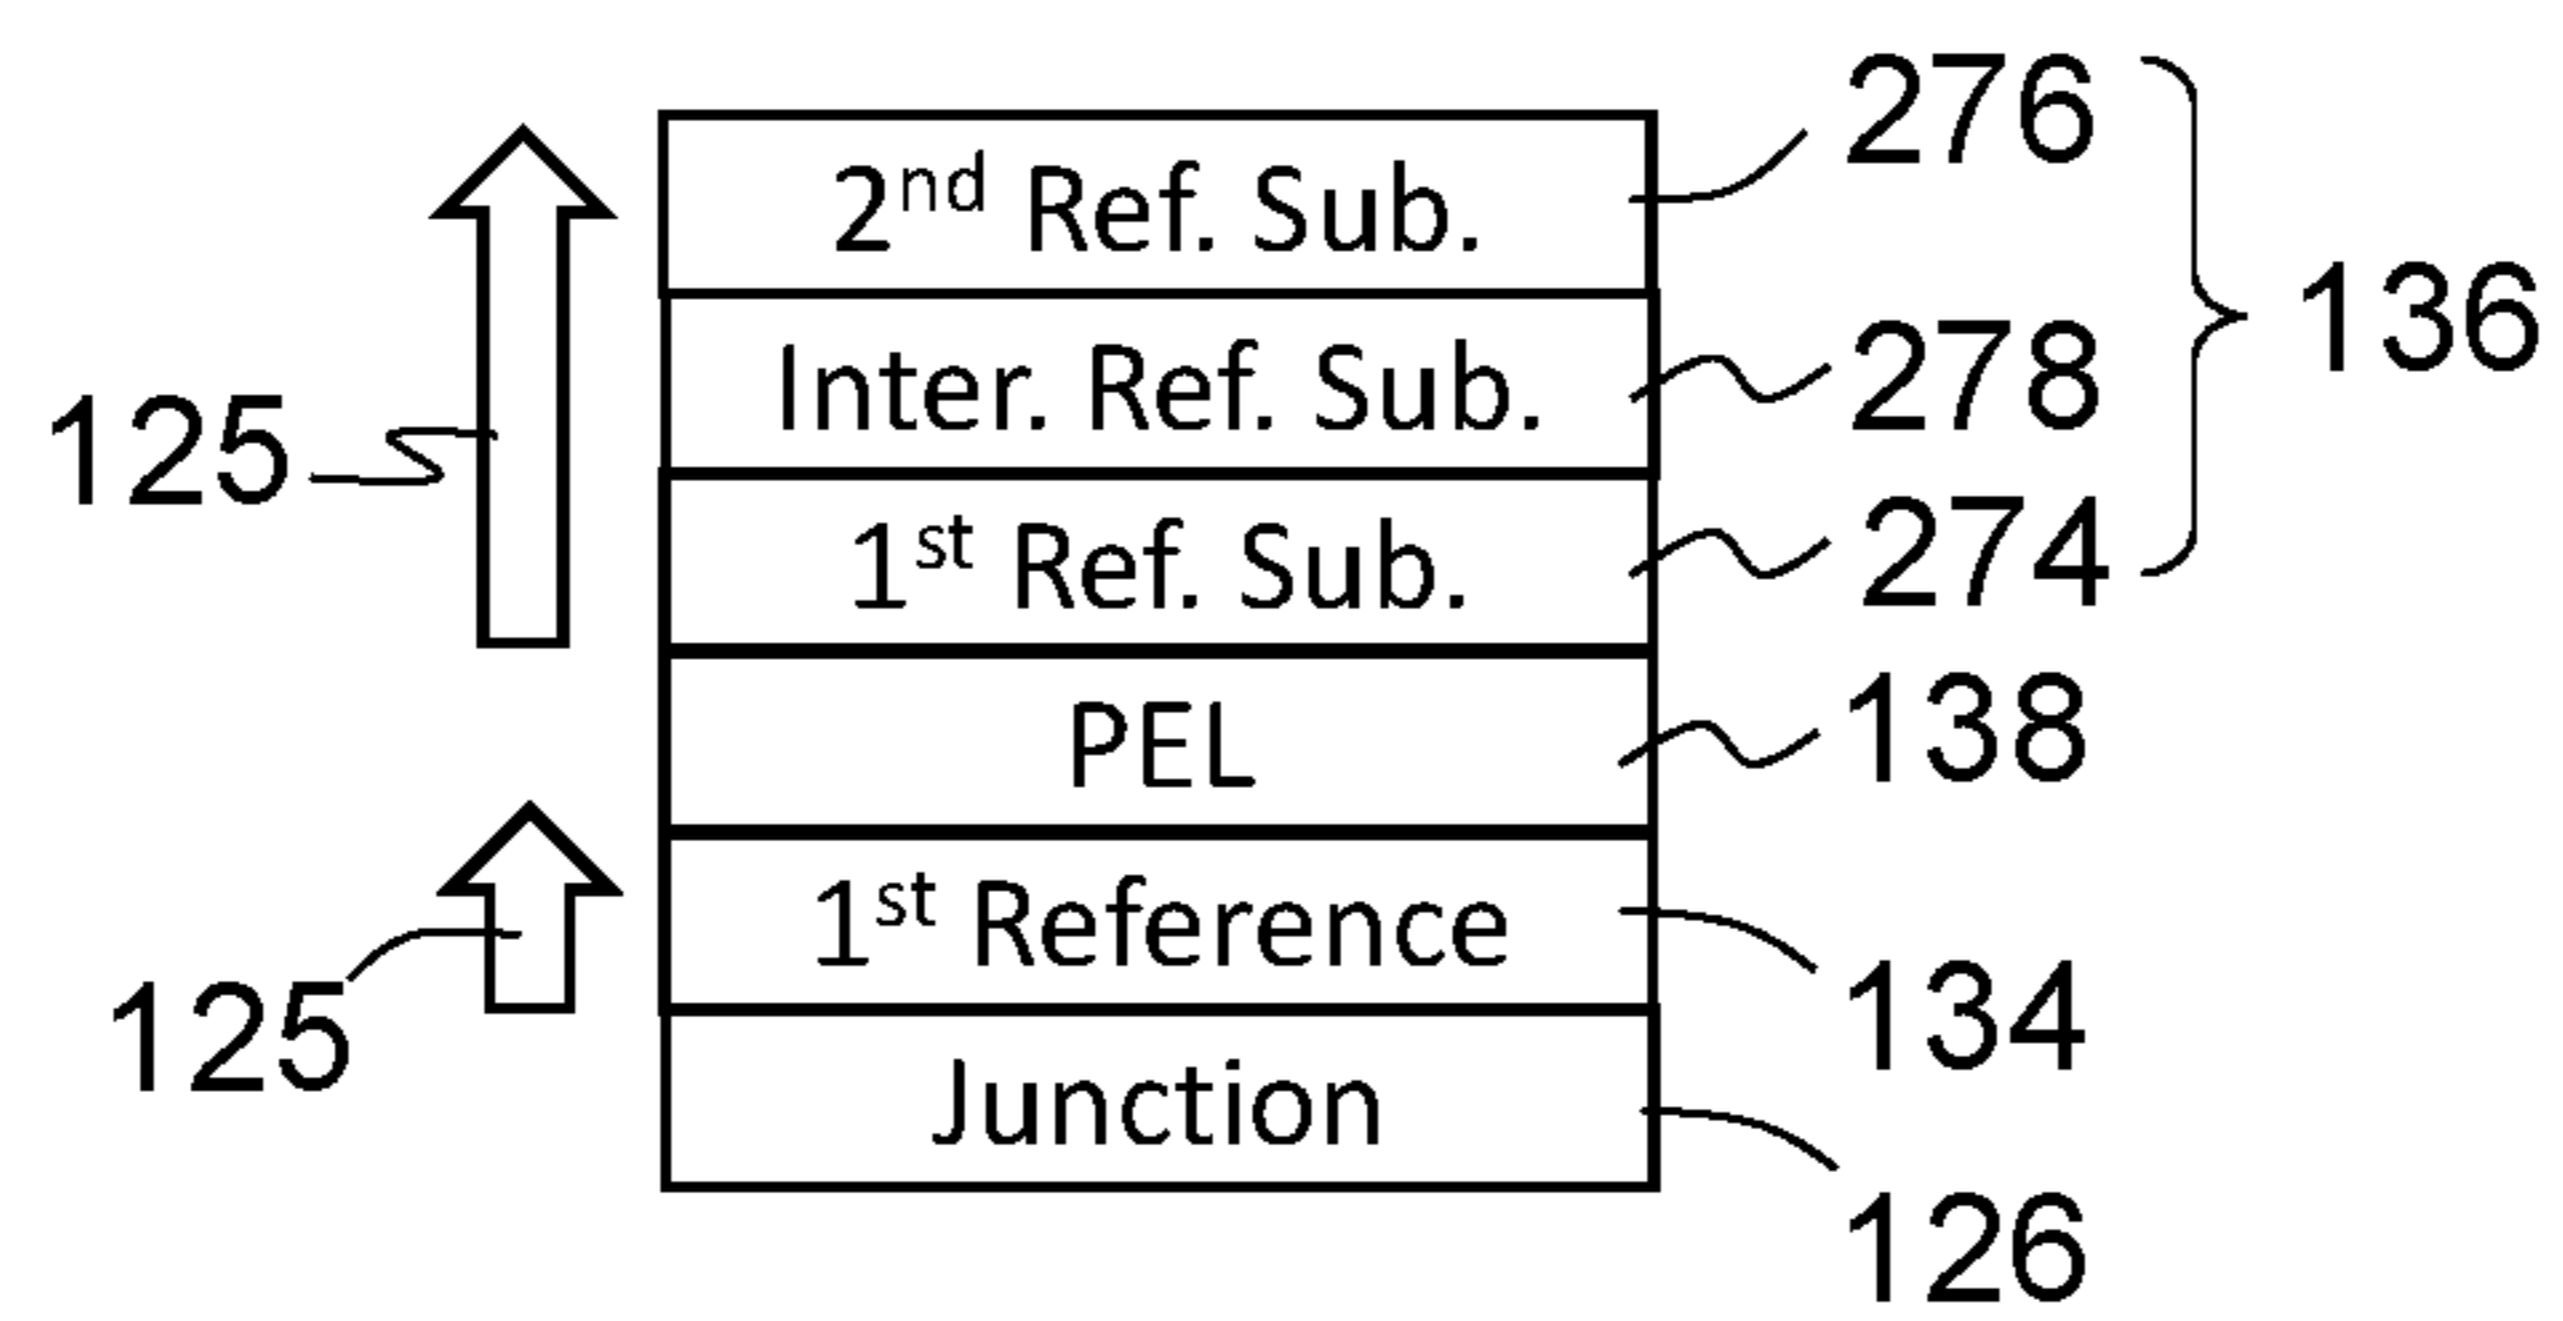 2nd Ref. Sub.
276
Inter. Ref. Sub.
278
136
125
1st Ref. Sub.
274
PEL
138
1st Reference
134
125
Junction
126